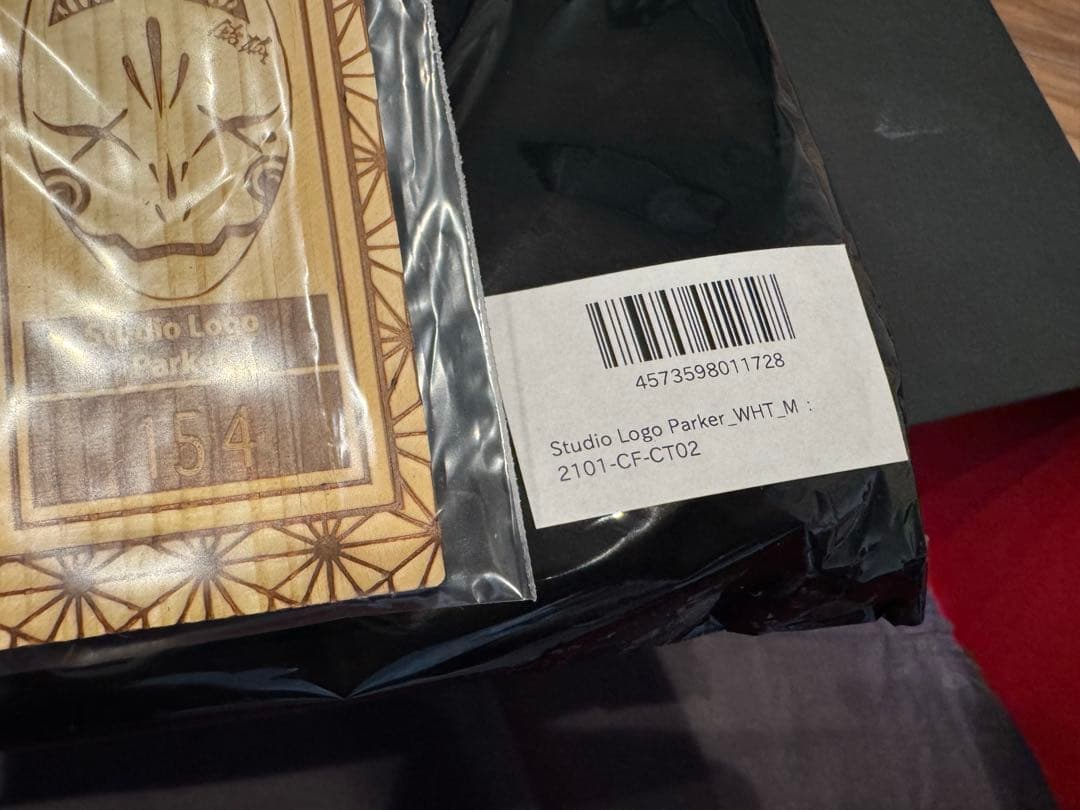 Studio Logo
Parker
154
4573598011728
Studio Logo Parker_WHT_M :
2101-CF-CT02